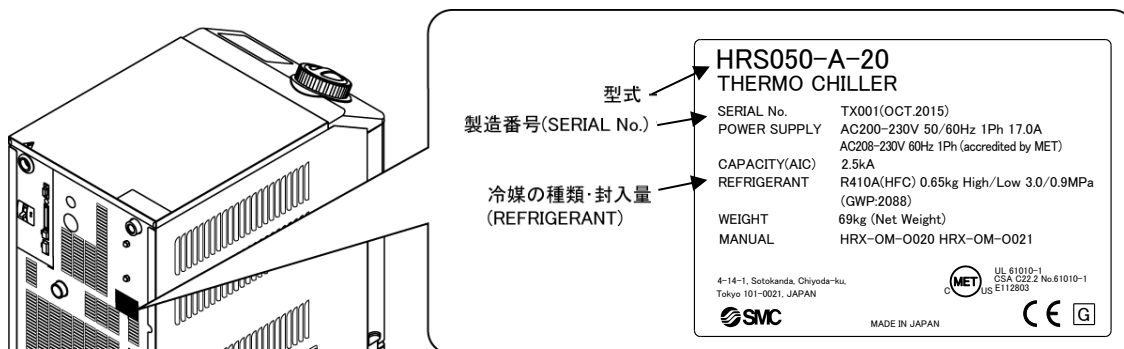 型式
製造番号(SERIAL No.)
冷媒の種類・封入量
(REFRIGERANT)
HRS050-A-20
THERMO CHILLER
SERIAL No. TX001(OCT.2015)
POWER SUPPLY AC200-230V 50/60Hz 1Ph 17.0A
AC208-230V 60Hz 1Ph (accredited by MET)
CAPACITY(AIC) 2.5kA
REFRIGERANT R410A(HFC) 0.65kg High/Low 3.0/0.9MPa
(GWP:2088)
WEIGHT 69kg (Net Weight)
MANUAL HRX-OM-O020 HRX-OM-O021
4-14-1, Sotokanda, Chiyoda-ku,
Tokyo 101-0021, JAPAN
SMC
MADE IN JAPAN
C MET US
UL 61010-1
CSA C22.2 No.61010-1
E112803
CE G